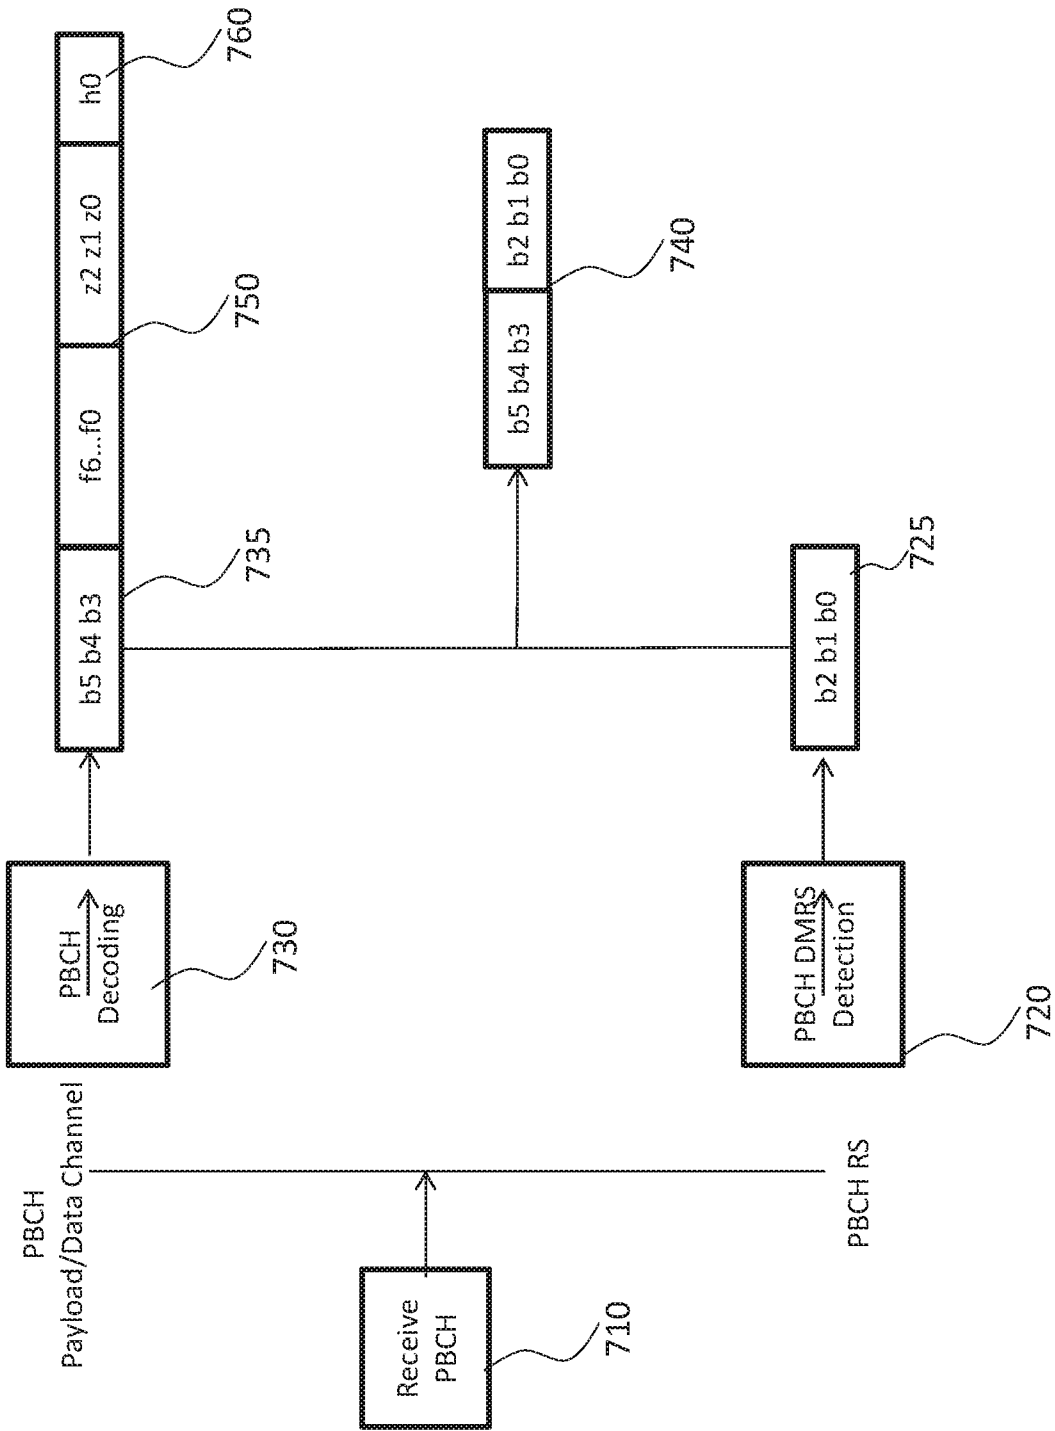 PBCH
Payload/Data Channel
Receive
PBCH
710
PBCH RS
PBCH
Decoding
730
PBCH DMRS
Detection
720
b5 b4 b3
f6...f0
z2 z1 z0
h0
735
750
760
b5 b4 b3
b2 b1 b0
740
b2 b1 b0
725